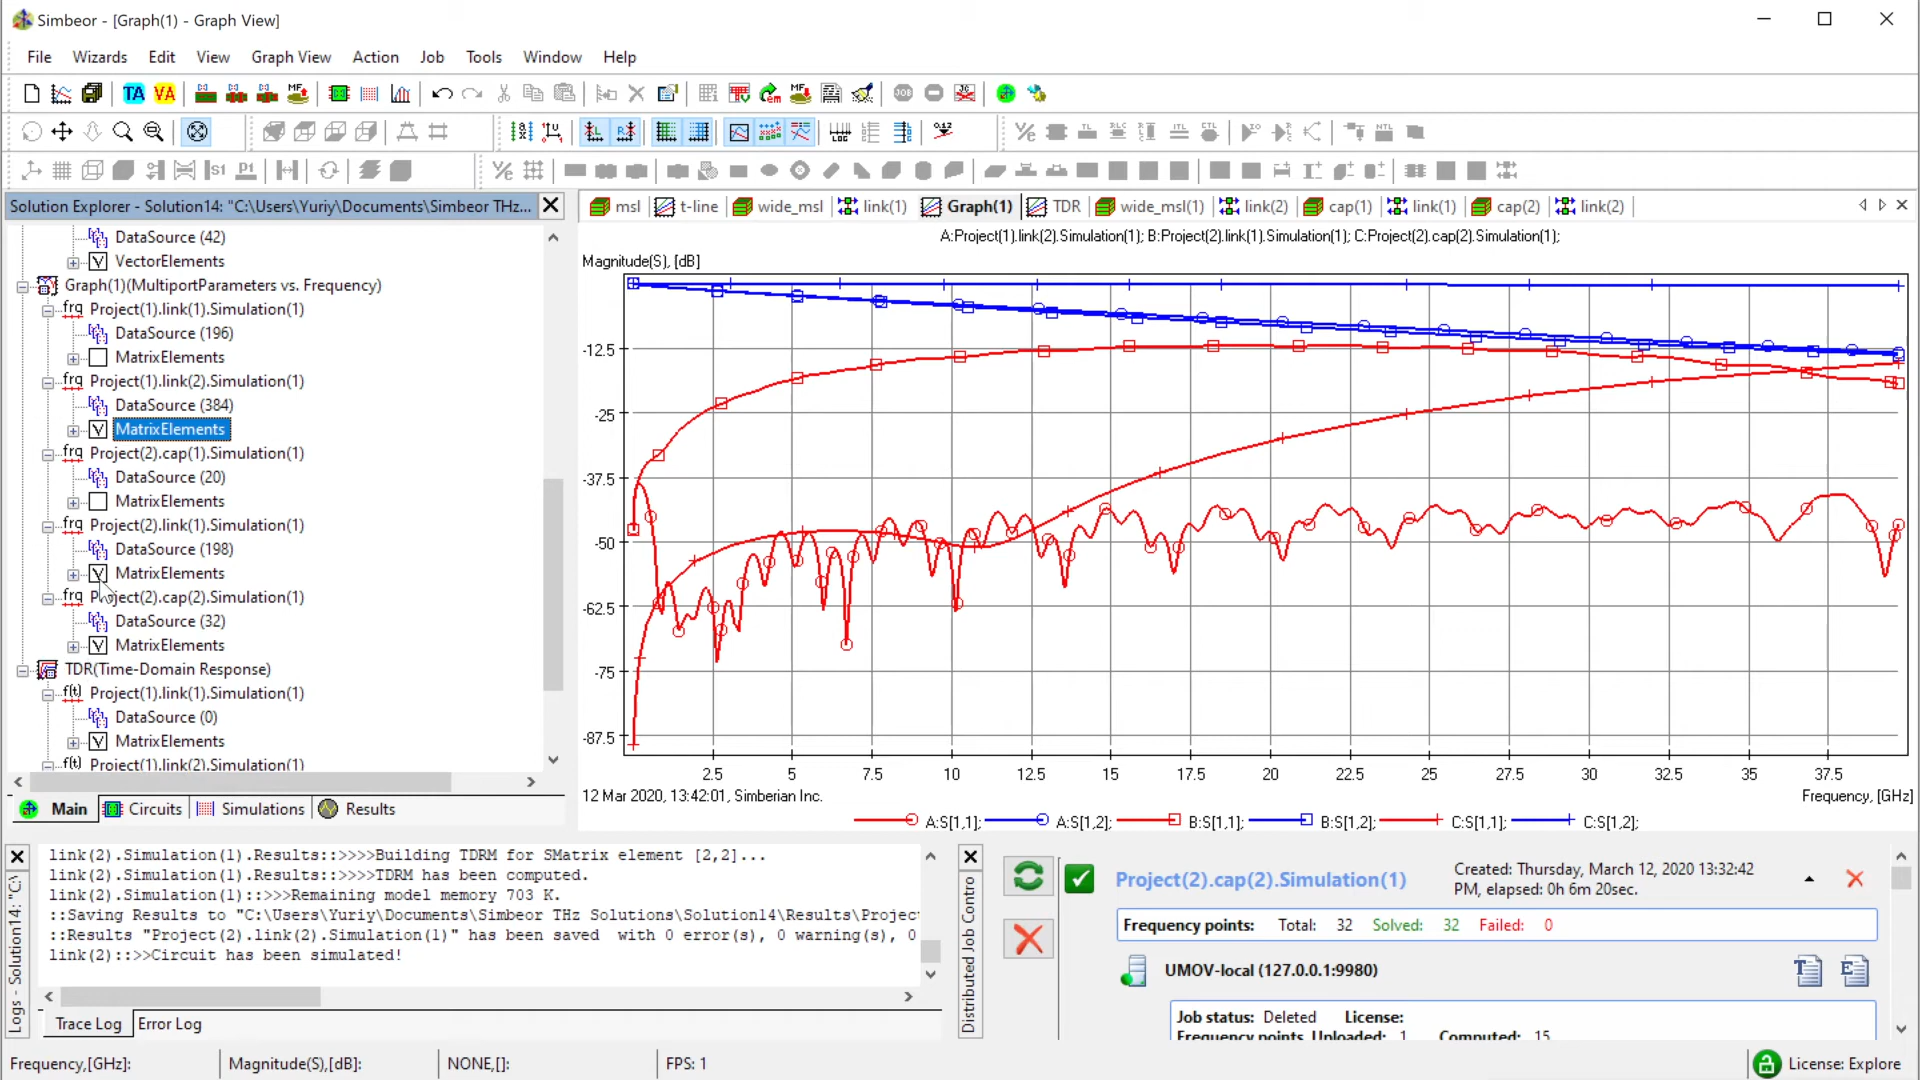 Simbeor - [Graph(1) - Graph View]
File Wizards Edit View Graph View Action Job Tools Window Help
TA VA
Solution Explorer - Solution14: "C:\Users\Yuriy\Documents\Simbeor THz...
msl t-line wide_msl link(1) Graph(1) TDR wide_msl(1) link(2) cap(1) link(1) cap(2) link(2)
DataSource (42)
VectorElements
Graph(1)(MultiportParameters vs. Frequency)
frq Project(1).link(1).Simulation(1)
DataSource (196)
MatrixElements
frq Project(1).link(2).Simulation(1)
DataSource (384)
MatrixElements
frq Project(2).cap(1).Simulation(1)
DataSource (20)
MatrixElements
frq Project(2).link(1).Simulation(1)
DataSource (198)
MatrixElements
frq Project(2).cap(2).Simulation(1)
DataSource (32)
MatrixElements
TDR(Time-Domain Response)
f(t) Project(1).link(1).Simulation(1)
DataSource (0)
MatrixElements
f(t) Project(1).link(2).Simulation(1)
Main Circuits Simulations Results
A:Project(1).link(2).Simulation(1); B:Project(2).link(1).Simulation(1); C:Project(2).cap(2).Simulation(1);
Magnitude(S), [dB]
-12.5
-25
-37.5
-50
-62.5
-75
-87.5
2.5 5 7.5 10 12.5 15 17.5 20 22.5 25 27.5 30 32.5 35 37.5
12 Mar 2020, 13:42:01, Simberian Inc.
Frequency, [GHz]
A:S[1,1]; A:S[1,2]; B:S[1,1]; B:S[1,2]; C:S[1,1]; C:S[1,2];
Logs - Solution14: "C:\
link(2).Simulation(1).Results::>>>>Building TDRM for SMatrix element [2,2]...
link(2).Simulation(1).Results::>>>>TDRM has been computed.
link(2).Simulation(1)::>>>Remaining model memory 703 K.
::Saving Results to "C:\Users\Yuriy\Documents\Simbeor THz Solutions\Solution14\Results\Projec
::Results "Project(2).link(2).Simulation(1)" has been saved with 0 error(s), 0 warning(s), 0
link(2)::>>Circuit has been simulated!
Trace Log Error Log
Distributed Job Contro
Project(2).cap(2).Simulation(1)
Created: Thursday, March 12, 2020 13:32:42
PM, elapsed: 0h 6m 20sec.
Frequency points: Total: 32 Solved: 32 Failed: 0
UMOV-local (127.0.0.1:9980)
Job status: Deleted License:
Frequency points Uploaded: 1 Computed: 15
Frequency,[GHz]: Magnitude(S),[dB]: NONE,[]: FPS: 1
License: Explore